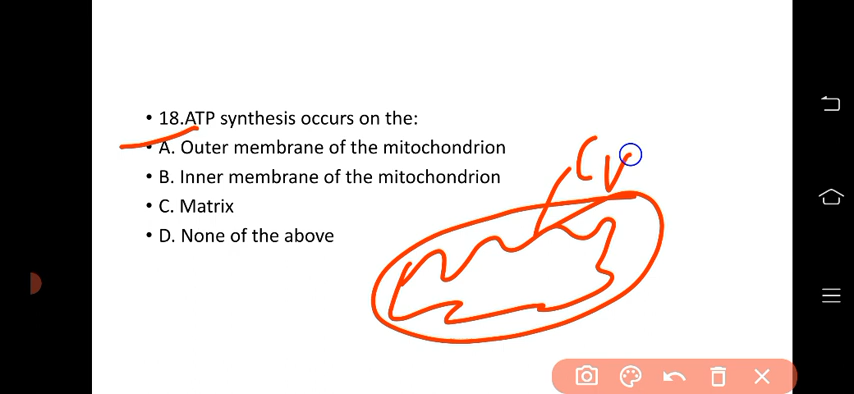 • 18.ATP synthesis occurs on the:
• A. Outer membrane of the mitochondrion
• B. Inner membrane of the mitochondrion
• C. Matrix
• D. None of the above